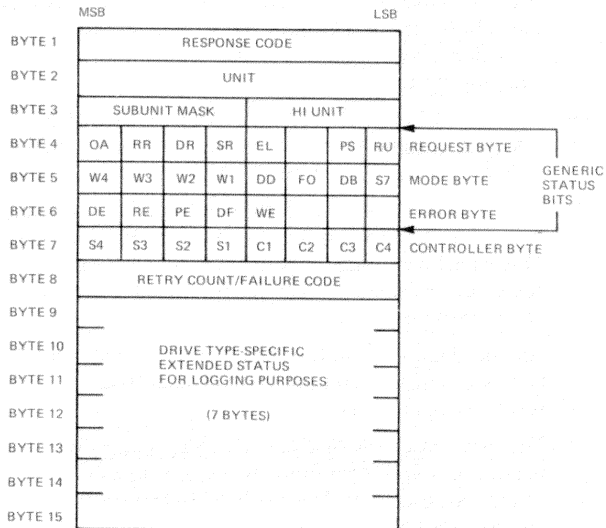 MSB LSB
BYTE 1 RESPONSE CODE
BYTE 2 UNIT
BYTE 3 SUBUNIT MASK HI UNIT
BYTE 4 OA RR DR SR EL PS RU REQUEST BYTE
BYTE 5 W4 W3 W2 W1 DD FO DB S7 MODE BYTE
BYTE 6 DE RE PE DF WE ERROR BYTE
GENERIC
STATUS
BITS
BYTE 7 S4 S3 S2 S1 C1 C2 C3 C4 CONTROLLER BYTE
BYTE 8 RETRY COUNT/FAILURE CODE
BYTE 9
BYTE 10 DRIVE TYPE-SPECIFIC
EXTENDED STATUS
BYTE 11 FOR LOGGING PURPOSES
BYTE 12 (7 BYTES)
BYTE 13
BYTE 14
BYTE 15